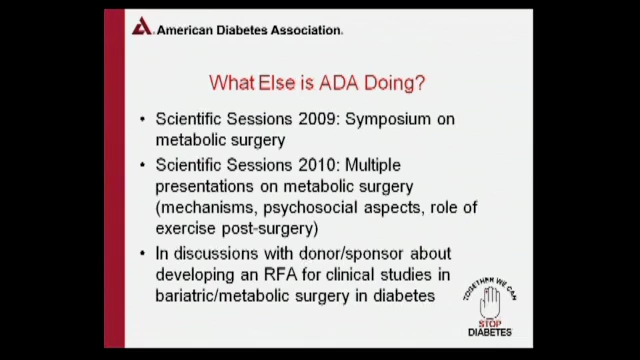 American Diabetes Association.
What Else is ADA Doing?
• Scientific Sessions 2009: Symposium on
metabolic surgery
• Scientific Sessions 2010: Multiple
presentations on metabolic surgery
(mechanisms, psychosocial aspects, role of
exercise post-surgery)
• In discussions with donor/sponsor about
developing an RFA for clinical studies in
bariatric/metabolic surgery in diabetes
TOGETHER WE CAN
STOP
DIABETES